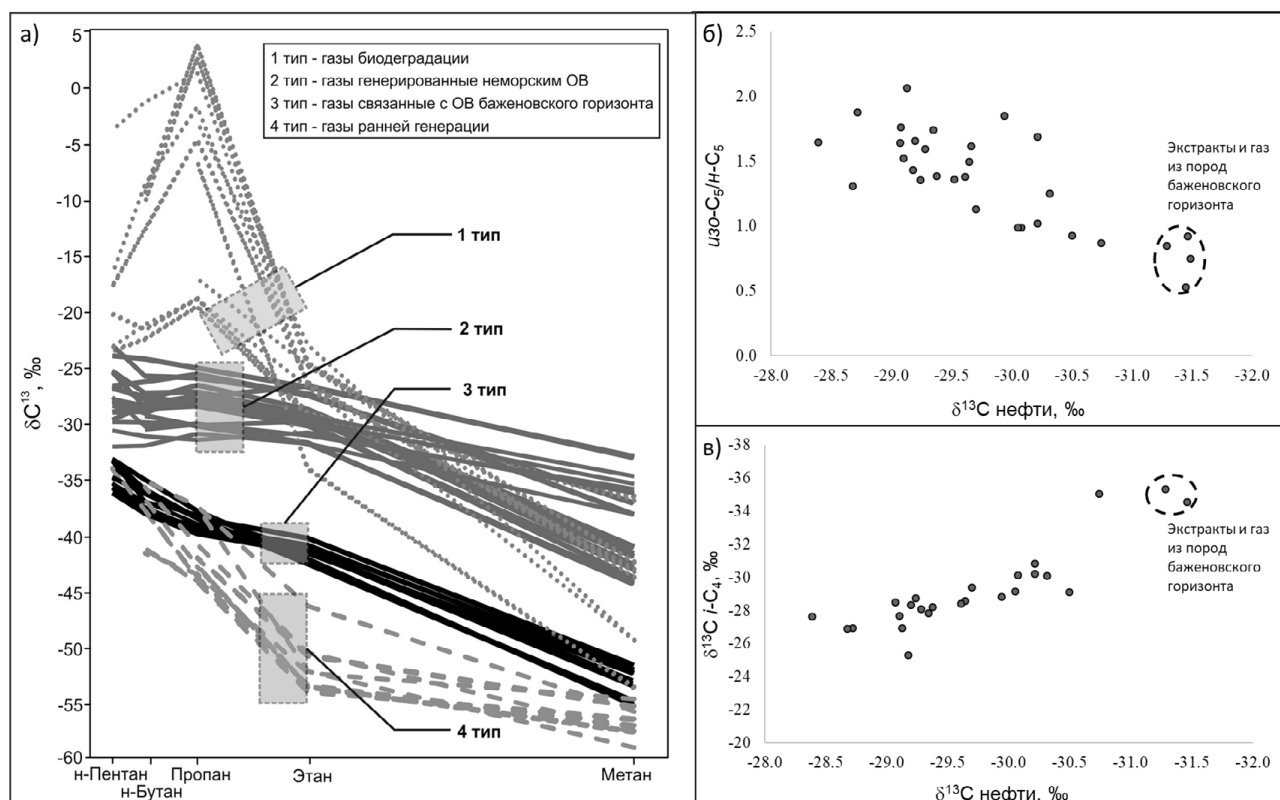 а)
5
0
-5
-10
-15
-20
-25
-30
-35
-40
-45
-50
-55
-60
δC¹³, ‰
1 тип - газы биодеградации
2 тип - газы генерированные неморским ОВ
3 тип - газы связанные с ОВ баженовского горизонта
4 тип - газы ранней генерации
1 тип
2 тип
3 тип
4 тип
н-Пентан
н-Бутан
Пропан
Этан
Метан
б)
2.5
2.0
1.5
1.0
0.5
0.0
изо-C₅/н-C₅
Экстракты и газ
из пород
баженовского
горизонта
-28.0 -28.5 -29.0 -29.5 -30.0 -30.5 -31.0 -31.5 -32.0
δ¹³C нефти, ‰
в)
-38
-36
-34
-32
-30
-28
-26
-24
-22
-20
δ¹³C i-C₄, ‰
Экстракты и газ
из пород
баженовского
горизонта
-28.0 -28.5 -29.0 -29.5 -30.0 -30.5 -31.0 -31.5 -32.0
δ¹³C нефти, ‰